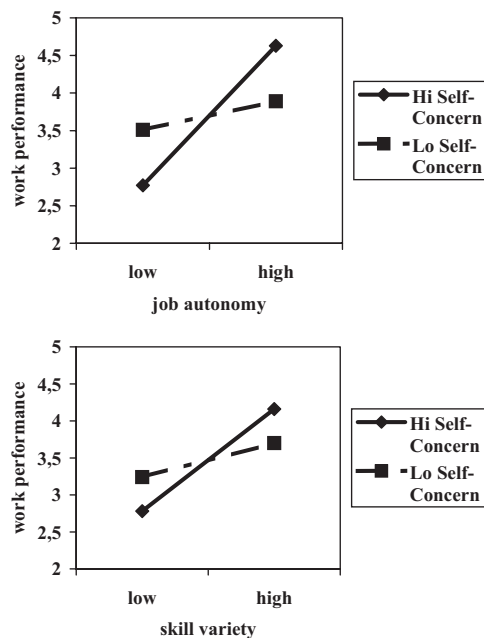 5
4,5
4
3,5
3
2,5
2
work performance
low
high
job autonomy
Hi Self-
Concern
Lo Self-
Concern
5
4,5
4
3,5
3
2,5
2
work performance
low
high
skill variety
Hi Self-
Concern
Lo Self-
Concern